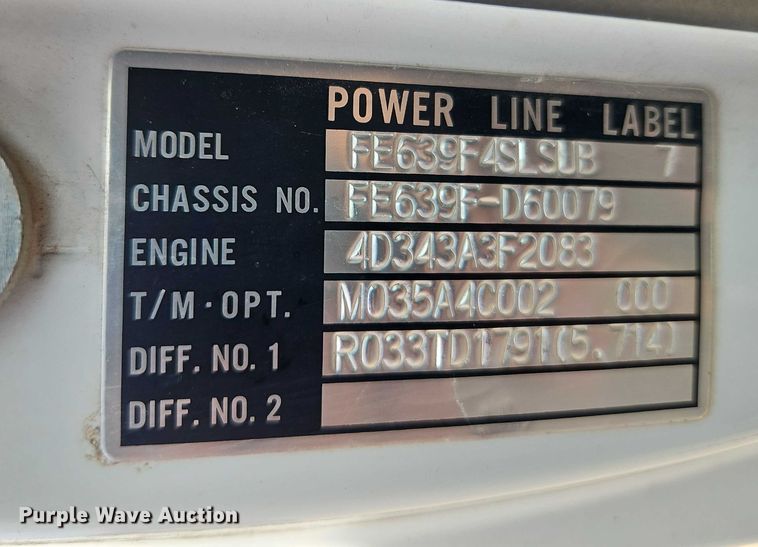 POWER LINE LABEL
MODEL FE639F4SLSUB 7
CHASSIS NO. FE639F-D60079
ENGINE 4D343A3F2083
T/M·OPT. M035A4C002 000
DIFF. NO. 1 R033TD1791(5.714)
DIFF. NO. 2
Purple Wave Auction